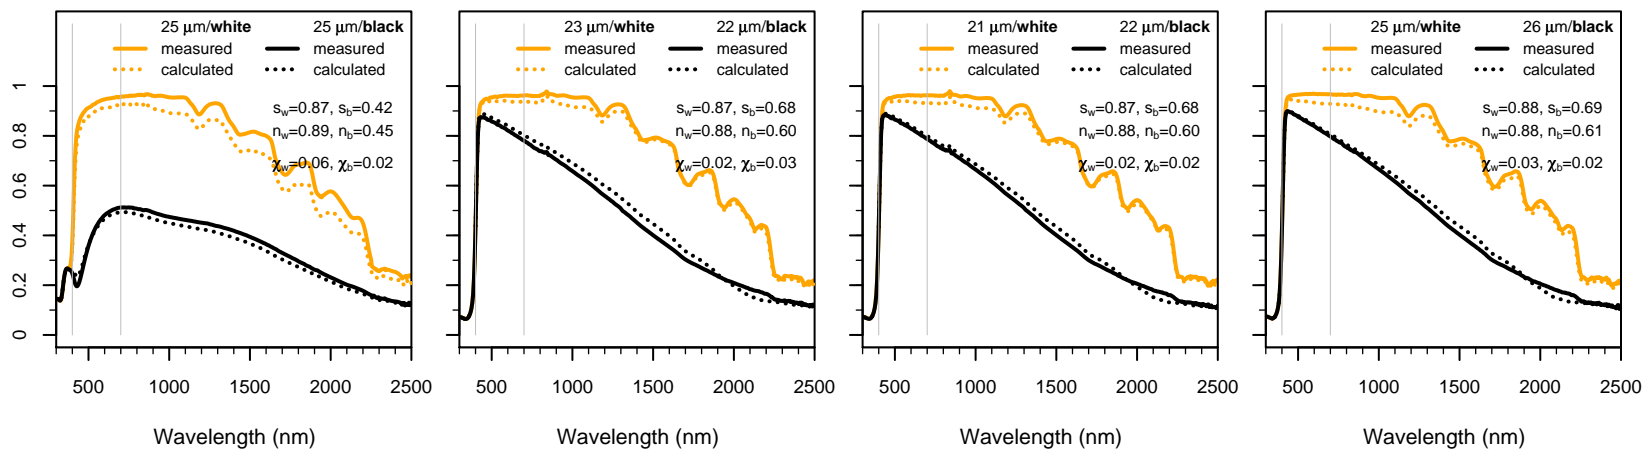 25 μm/white 25 μm/black
measured measured
calculated calculated
s_w=0.87, s_b=0.42
n_w=0.89, n_b=0.45
χ_w=0.06, χ_b=0.02
0 0.2 0.4 0.6 0.8 1
500 1000 1500 2000 2500
Wavelength (nm)
23 μm/white 22 μm/black
measured measured
calculated calculated
s_w=0.87, s_b=0.68
n_w=0.88, n_b=0.60
χ_w=0.02, χ_b=0.03
500 1000 1500 2000 2500
Wavelength (nm)
21 μm/white 22 μm/black
measured measured
calculated calculated
s_w=0.87, s_b=0.68
n_w=0.88, n_b=0.60
χ_w=0.02, χ_b=0.02
500 1000 1500 2000 2500
Wavelength (nm)
25 μm/white 26 μm/black
measured measured
calculated calculated
s_w=0.88, s_b=0.69
n_w=0.88, n_b=0.61
χ_w=0.03, χ_b=0.02
500 1000 1500 2000 2500
Wavelength (nm)